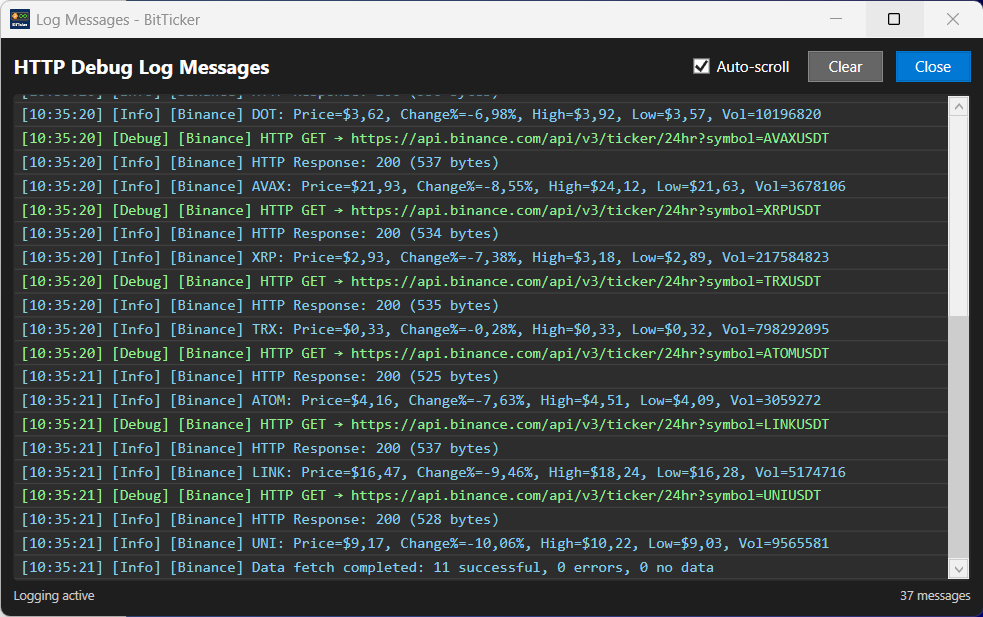 Log Messages - BitTicker
HTTP Debug Log Messages
Auto-scroll
Clear
Close
[10:35:20] [Info] [Binance] DOT: Price=$3,62, Change%=-6,98%, High=$3,92, Low=$3,57, Vol=10196820
[10:35:20] [Debug] [Binance] HTTP GET → https://api.binance.com/api/v3/ticker/24hr?symbol=AVAXUSDT
[10:35:20] [Info] [Binance] HTTP Response: 200 (537 bytes)
[10:35:20] [Info] [Binance] AVAX: Price=$21,93, Change%=-8,55%, High=$24,12, Low=$21,63, Vol=3678106
[10:35:20] [Debug] [Binance] HTTP GET → https://api.binance.com/api/v3/ticker/24hr?symbol=XRPUSDT
[10:35:20] [Info] [Binance] HTTP Response: 200 (534 bytes)
[10:35:20] [Info] [Binance] XRP: Price=$2,93, Change%=-7,38%, High=$3,18, Low=$2,89, Vol=217584823
[10:35:20] [Debug] [Binance] HTTP GET → https://api.binance.com/api/v3/ticker/24hr?symbol=TRXUSDT
[10:35:20] [Info] [Binance] HTTP Response: 200 (535 bytes)
[10:35:20] [Info] [Binance] TRX: Price=$0,33, Change%=-0,28%, High=$0,33, Low=$0,32, Vol=798292095
[10:35:20] [Debug] [Binance] HTTP GET → https://api.binance.com/api/v3/ticker/24hr?symbol=ATOMUSDT
[10:35:21] [Info] [Binance] HTTP Response: 200 (525 bytes)
[10:35:21] [Info] [Binance] ATOM: Price=$4,16, Change%=-7,63%, High=$4,51, Low=$4,09, Vol=3059272
[10:35:21] [Debug] [Binance] HTTP GET → https://api.binance.com/api/v3/ticker/24hr?symbol=LINKUSDT
[10:35:21] [Info] [Binance] HTTP Response: 200 (537 bytes)
[10:35:21] [Info] [Binance] LINK: Price=$16,47, Change%=-9,46%, High=$18,24, Low=$16,28, Vol=5174716
[10:35:21] [Debug] [Binance] HTTP GET → https://api.binance.com/api/v3/ticker/24hr?symbol=UNIUSDT
[10:35:21] [Info] [Binance] HTTP Response: 200 (528 bytes)
[10:35:21] [Info] [Binance] UNI: Price=$9,17, Change%=-10,06%, High=$10,22, Low=$9,03, Vol=9565581
[10:35:21] [Info] [Binance] Data fetch completed: 11 successful, 0 errors, 0 no data
Logging active
37 messages